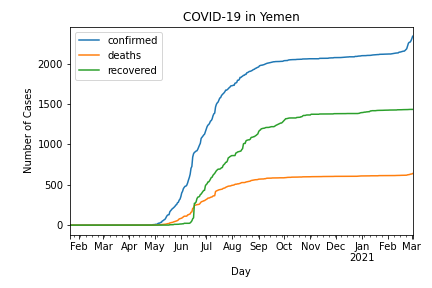 COVID-19 in Yemen
confirmed
deaths
recovered
Number of Cases
2000
1500
1000
500
0
Feb Mar Apr May Jun Jul Aug Sep Oct Nov Dec Jan Feb Mar
2021
Day